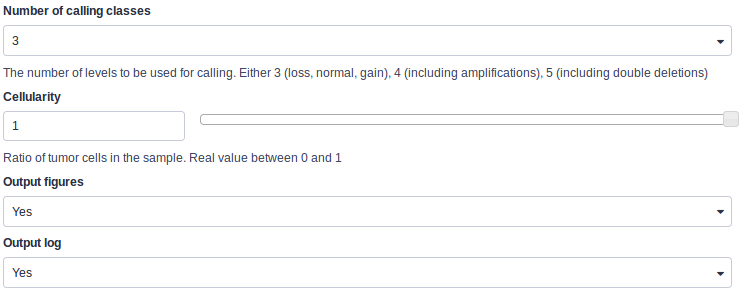 Number of calling classes
3
The number of levels to be used for calling. Either 3 (loss, normal, gain), 4 (including amplifications), 5 (including double deletions)
Cellularity
1
Ratio of tumor cells in the sample. Real value between 0 and 1
Output figures
Yes
Output log
Yes